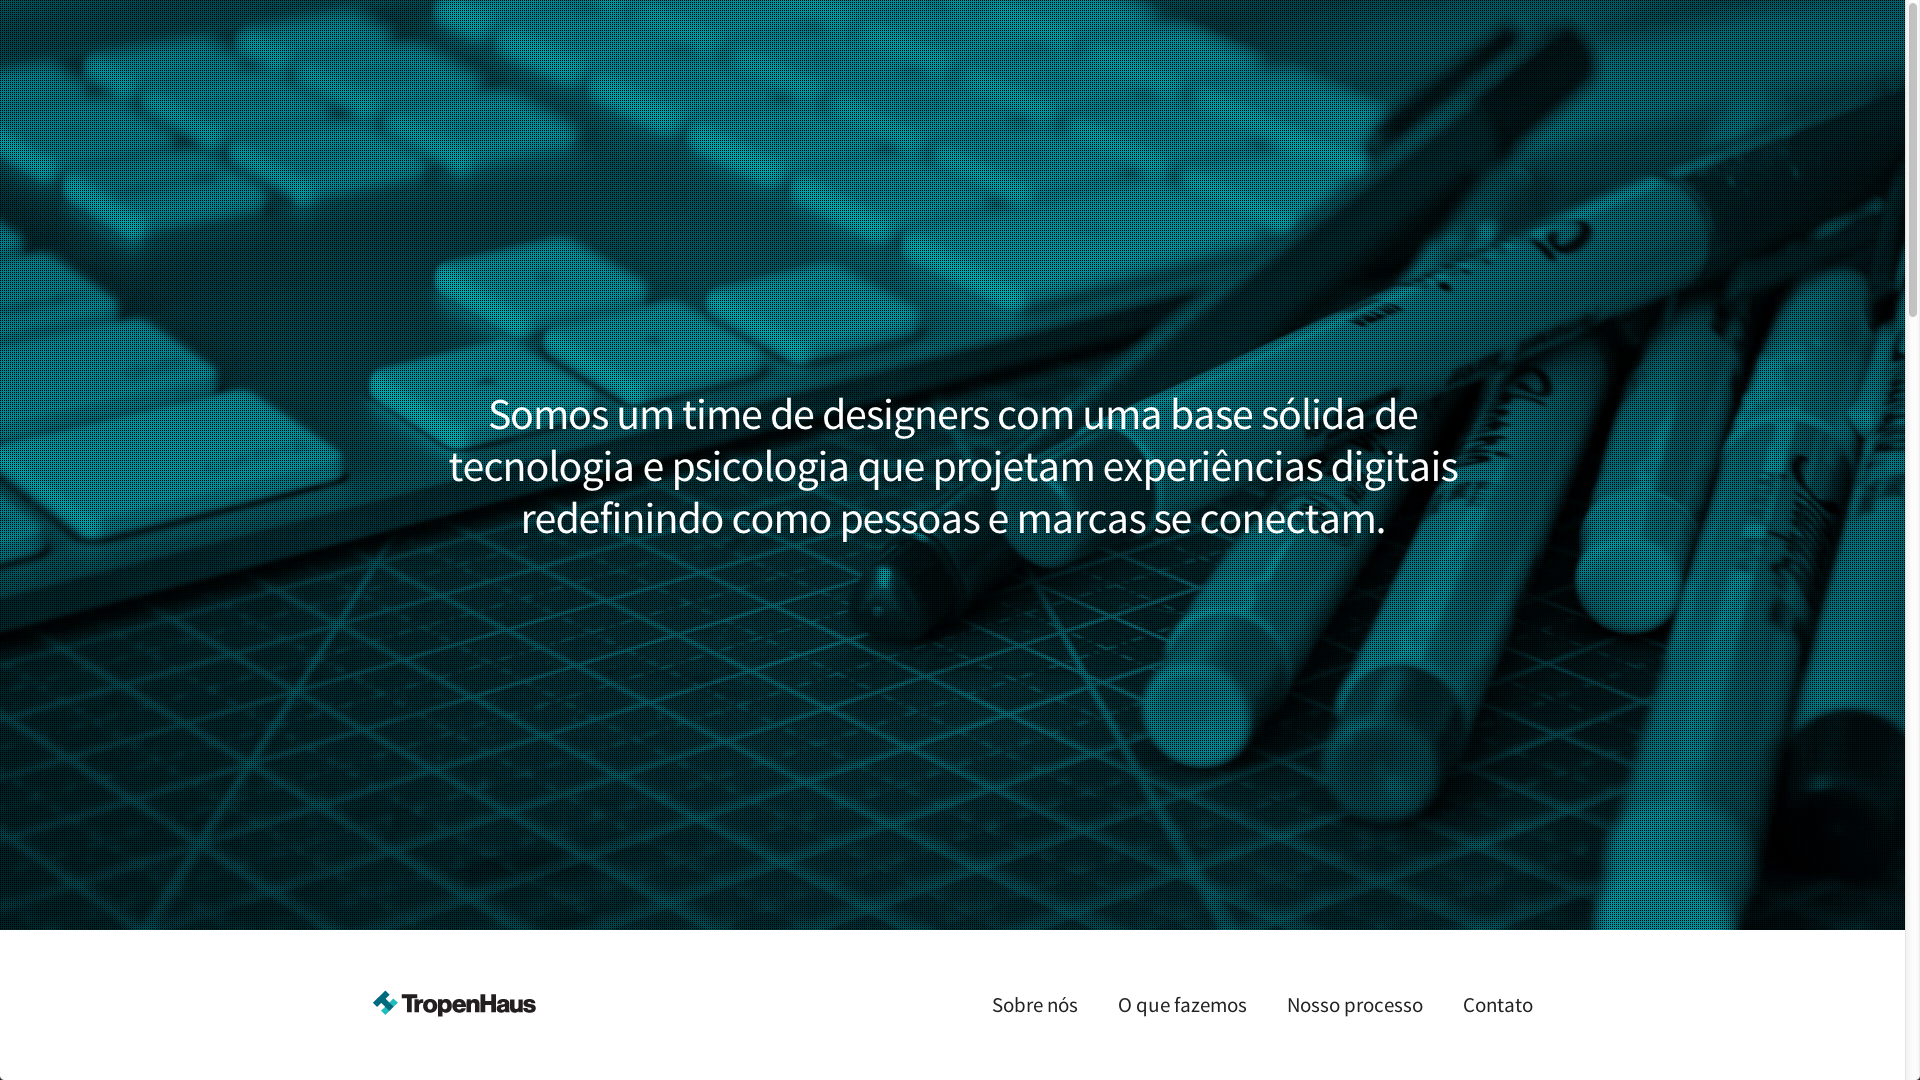 Somos um time de designers com uma base sólida de
tecnologia e psicologia que projetam experiências digitais
redefinindo como pessoas e marcas se conectam.
TropenHaus
Sobre nós
O que fazemos
Nosso processo
Contato